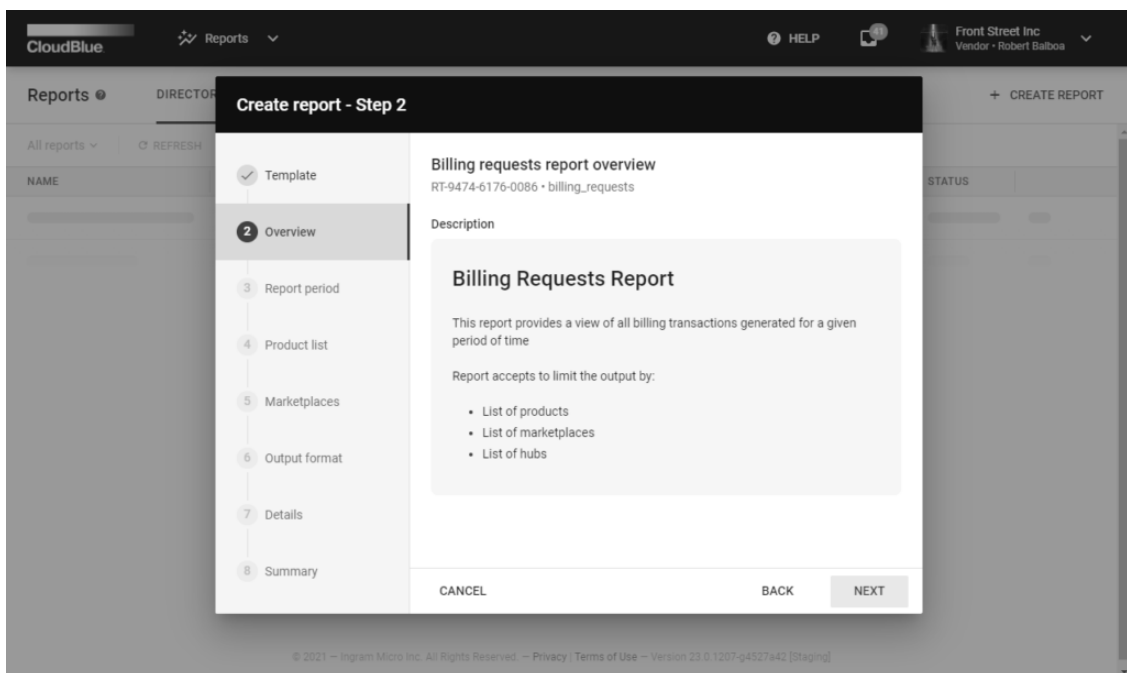 CloudBlue
Reports
HELP
41
Front Street Inc
Vendor • Robert Balboa
Reports
DIRECTOR
+ CREATE REPORT
All reports
REFRESH
NAME
STATUS
Create report - Step 2
Template
2 Overview
3 Report period
4 Product list
5 Marketplaces
6 Output format
7 Details
8 Summary
Billing requests report overview
RT-9474-6176-0086 • billing_requests
Description
Billing Requests Report
This report provides a view of all billing transactions generated for a given
period of time
Report accepts to limit the output by:
• List of products
• List of marketplaces
• List of hubs
CANCEL
BACK
NEXT
© 2021 — Ingram Micro Inc. All Rights Reserved. — Privacy | Terms of Use — Version 23.0.1207-g4527a42 [Staging]